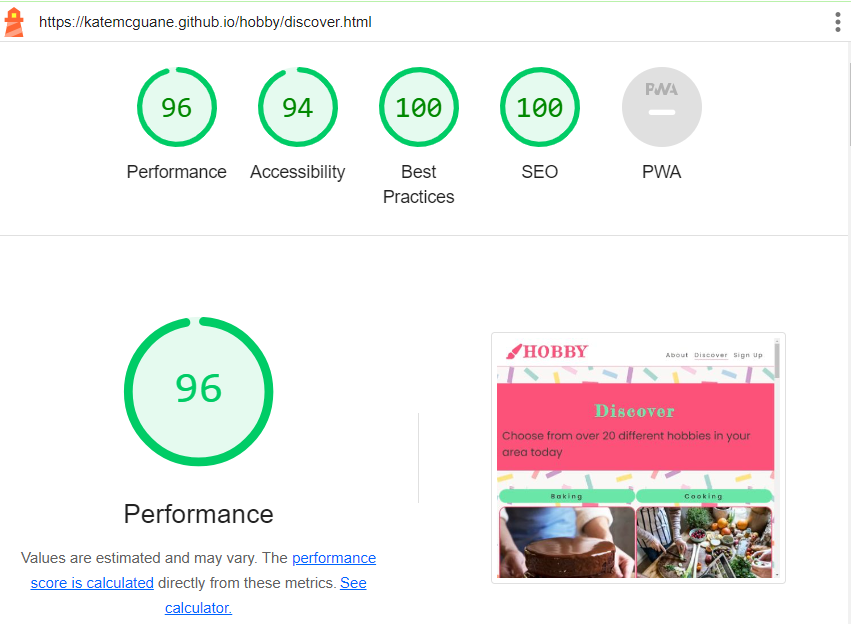 https://katemcguane.github.io/hobby/discover.html
96
94
100
100
PWA
Performance
Accessibility
Best
Practices
SEO
PWA
96
Performance
Values are estimated and may vary. The performance
score is calculated directly from these metrics. See
calculator.
HOBBY
About Discover Sign Up
Discover
Choose from over 20 different hobbies in your
area today
Baking
Cooking